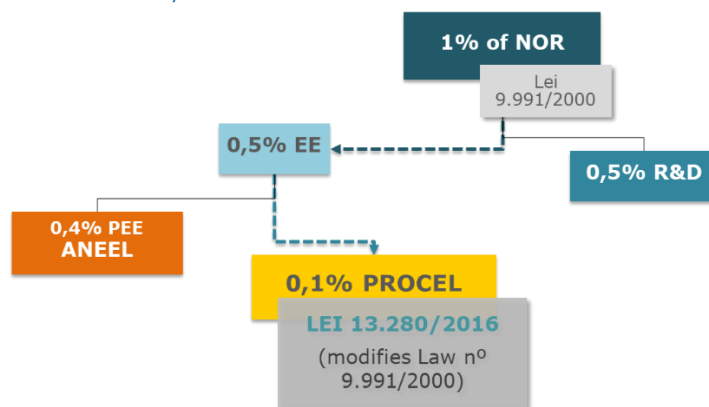 1% of NOR
Lei
9.991/2000
0,5% EE
0,5% R&D
0,4% PEE
ANEEL
0,1% PROCEL
LEI 13.280/2016
(modifies Law nº
9.991/2000)